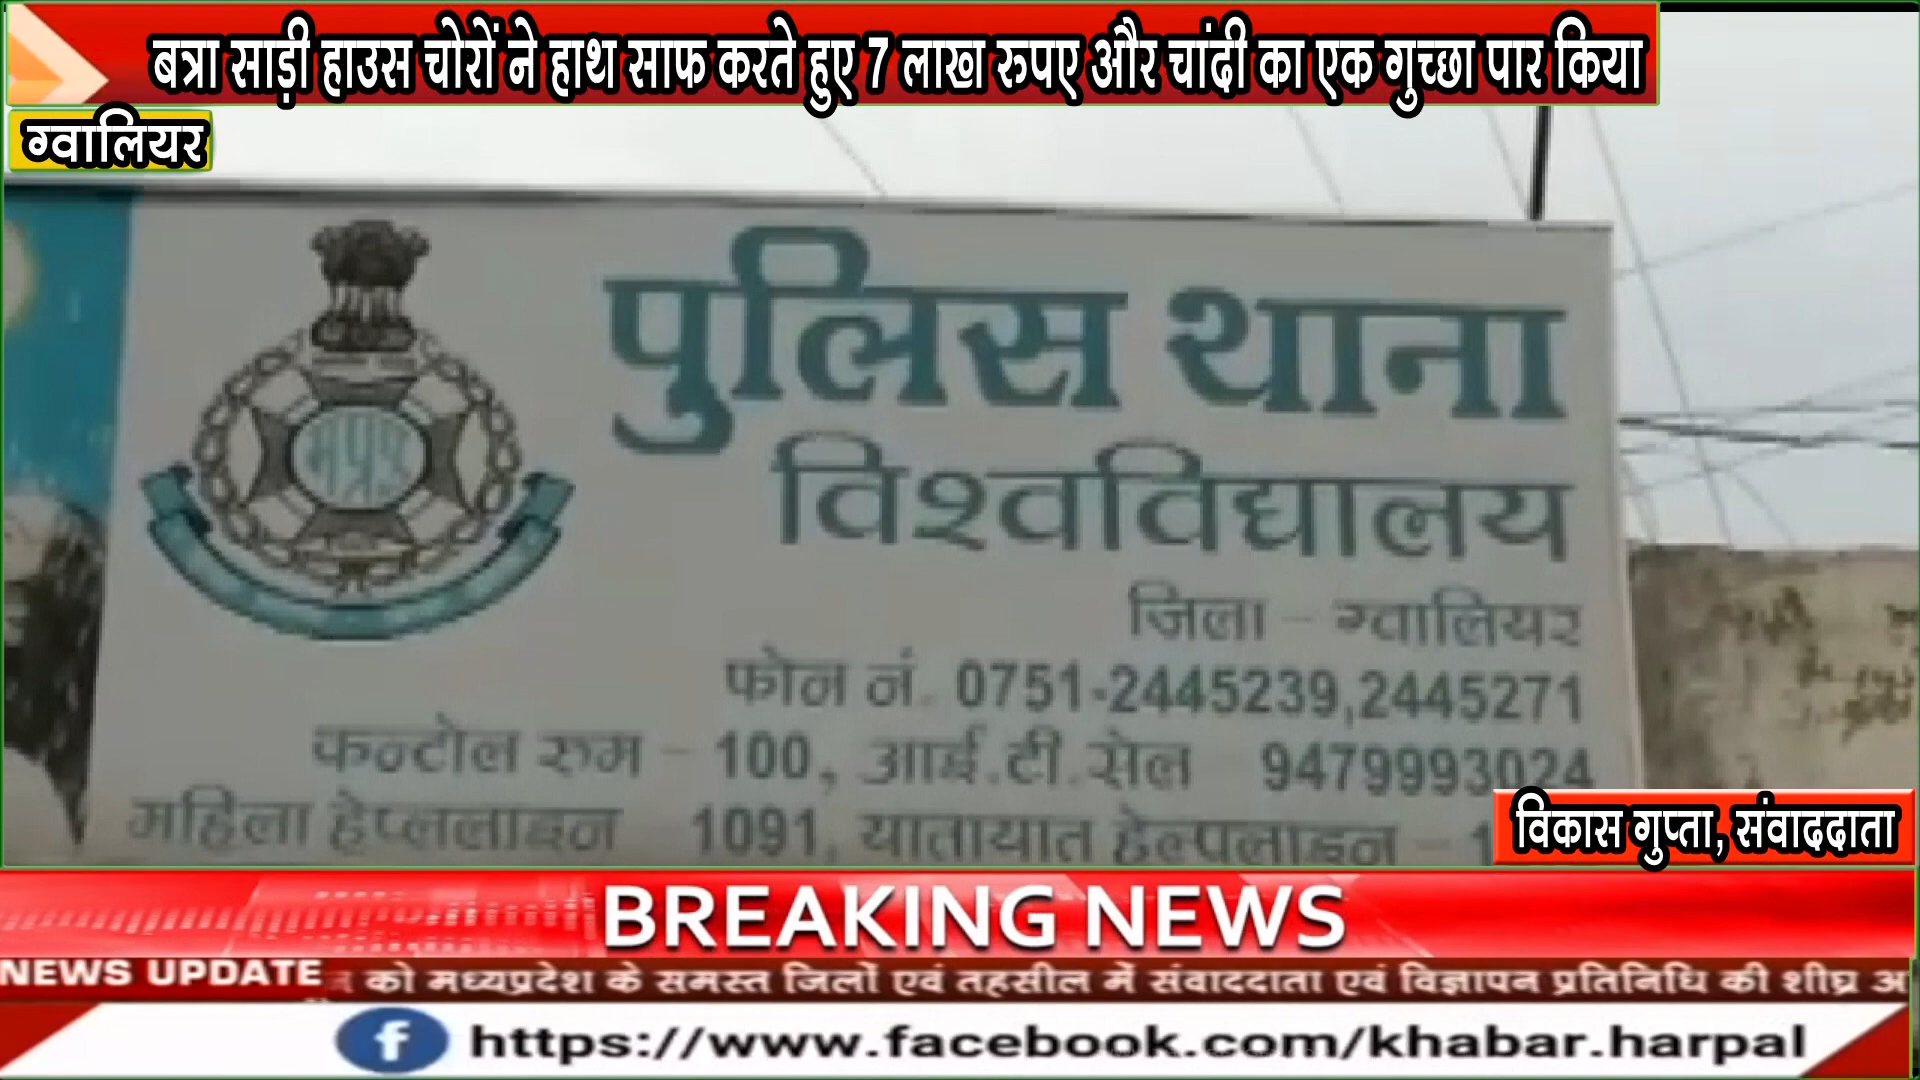 बत्रा साड़ी हाउस चोरों ने हाथ साफ करते हुए 7 लाख रुपए और चांदी का एक गुच्छा पार किया
ग्वालियर
पुलिस थाना
विश्वविद्यालय
जिला - ग्वालियर
फोन नं. 0751-2445239,2445271
कन्टोल रुम - 100, आई.टी.सेल 9479993024
महिला हेप्ललाइन 1091, यातायात हेल्पलाइन -
विकास गुप्ता, संवाददाता
BREAKING NEWS
NEWS UPDATE को मध्यप्रदेश के समस्त जिलों एवं तहसील में संवाददाता एवं विज्ञापन प्रतिनिधि की शीघ्र
f https://www.facebook.com/khabar.harpal